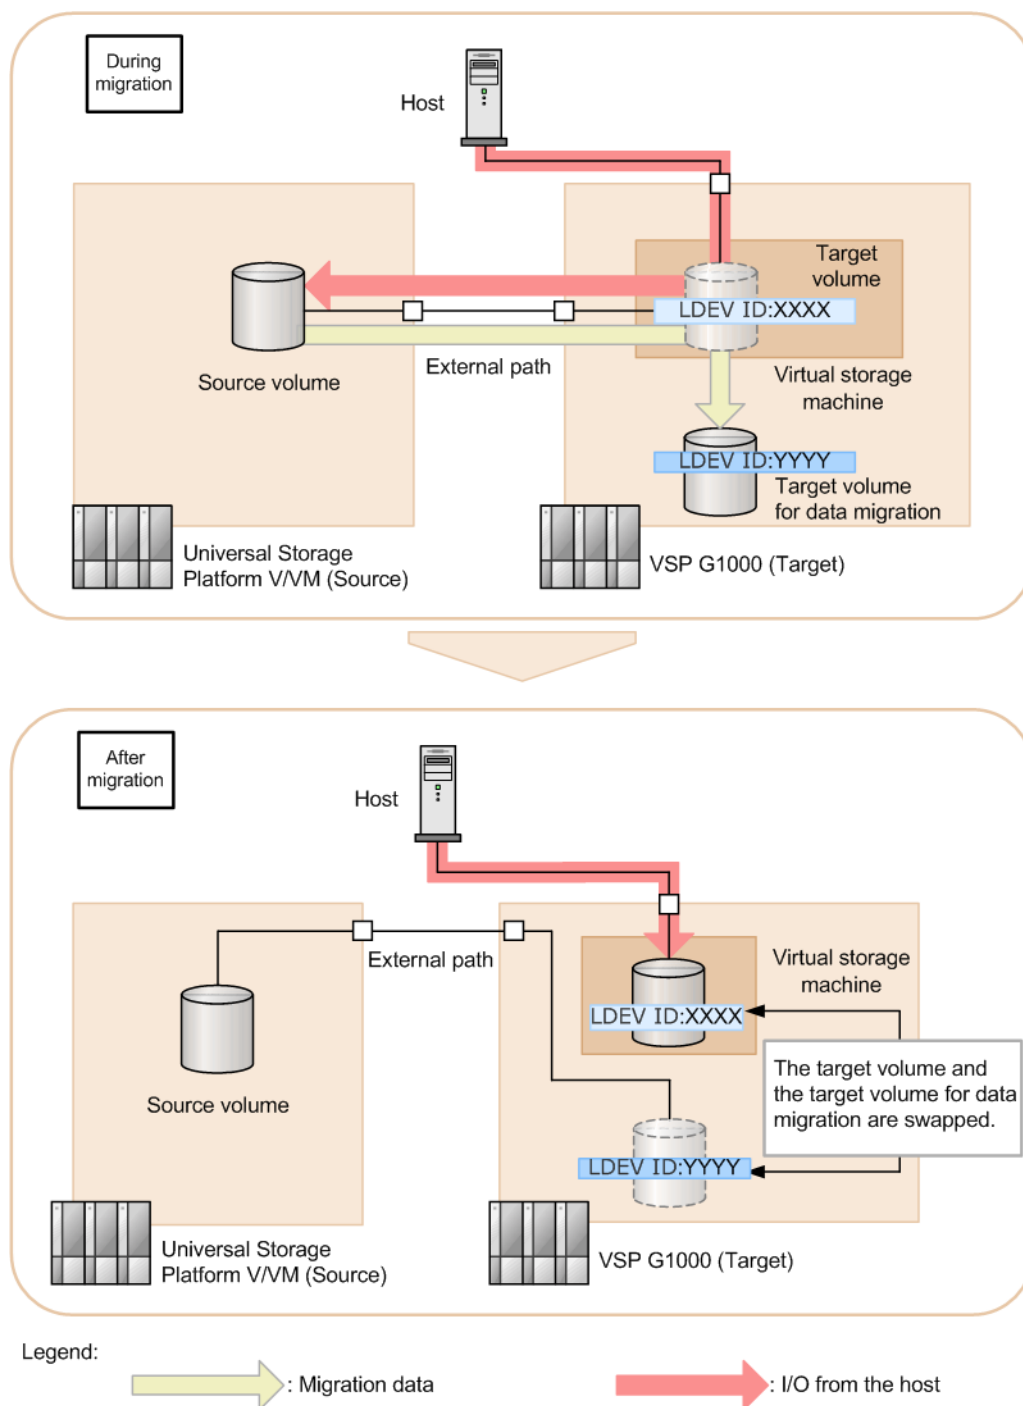 During
migration
Host
Target
volume
LDEV ID:XXXX
Source volume
External path
Virtual storage
machine
LDEV ID:YYYY
Target volume
for data migration
Universal Storage
Platform V/VM (Source)
VSP G1000 (Target)
After
migration
Host
External path
Virtual storage
machine
LDEV ID:XXXX
The target volume and
the target volume for data
migration are swapped.
Source volume
LDEV ID:YYYY
Universal Storage
Platform V/VM (Source)
VSP G1000 (Target)
Legend:
: Migration data
: I/O from the host